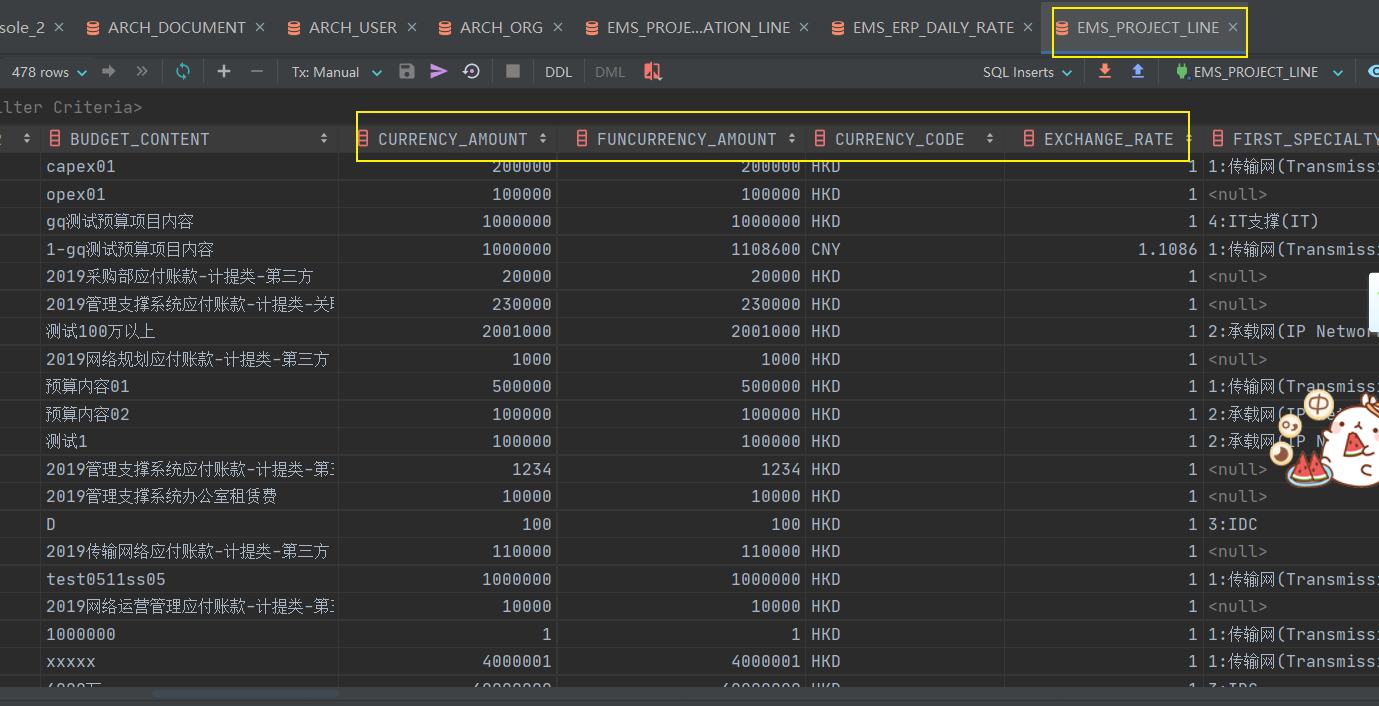 sole_2 × ARCH_DOCUMENT × ARCH_USER × ARCH_ORG × EMS_PROJE...ATION_LINE × EMS_ERP_DAILY_RATE × EMS_PROJECT_LINE ×
478 rows Tx: Manual DDL DML SQL Inserts EMS_PROJECT_LINE
lter Criteria>
BUDGET_CONTENT CURRENCY_AMOUNT FUNCURRENCY_AMOUNT CURRENCY_CODE EXCHANGE_RATE FIRST_SPECIALTY
capex01 200000 200000 HKD 1 1:传输网(Transmissi
opex01 100000 100000 HKD 1 <null>
gq测试预算项目内容 1000000 1000000 HKD 1 4:IT支撑(IT)
1-gq测试预算项目内容 1000000 1108600 CNY 1.1086 1:传输网(Transmissi
2019采购部应付账款-计提类-第三方 20000 20000 HKD 1 <null>
2019管理支撑系统应付账款-计提类-关联 230000 230000 HKD 1 <null>
测试100万以上 2001000 2001000 HKD 1 2:承载网(IP Network
2019网络规划应付账款-计提类-第三方 1000 1000 HKD 1 <null>
预算内容01 500000 500000 HKD 1 1:传输网(Transmissi
预算内容02 100000 100000 HKD 1 2:承载网(IP
测试1 100000 100000 HKD 1 2:承载网(IP N
2019管理支撑系统应付账款-计提类-第三 1234 1234 HKD 1 <null>
2019管理支撑系统办公室租赁费 10000 10000 HKD 1 <null>
D 100 100 HKD 1 3:IDC
2019传输网络应付账款-计提类-第三方 110000 110000 HKD 1 <null>
test0511ss05 1000000 1000000 HKD 1 1:传输网(Transmissi
2019网络运营管理应付账款-计提类-第三 10000 10000 HKD 1 <null>
1000000 1 1 HKD 1 1:传输网(Transmissi
xxxxx 4000001 4000001 HKD 1 1:传输网(Transmissi
HKD 1 3:IDC
中